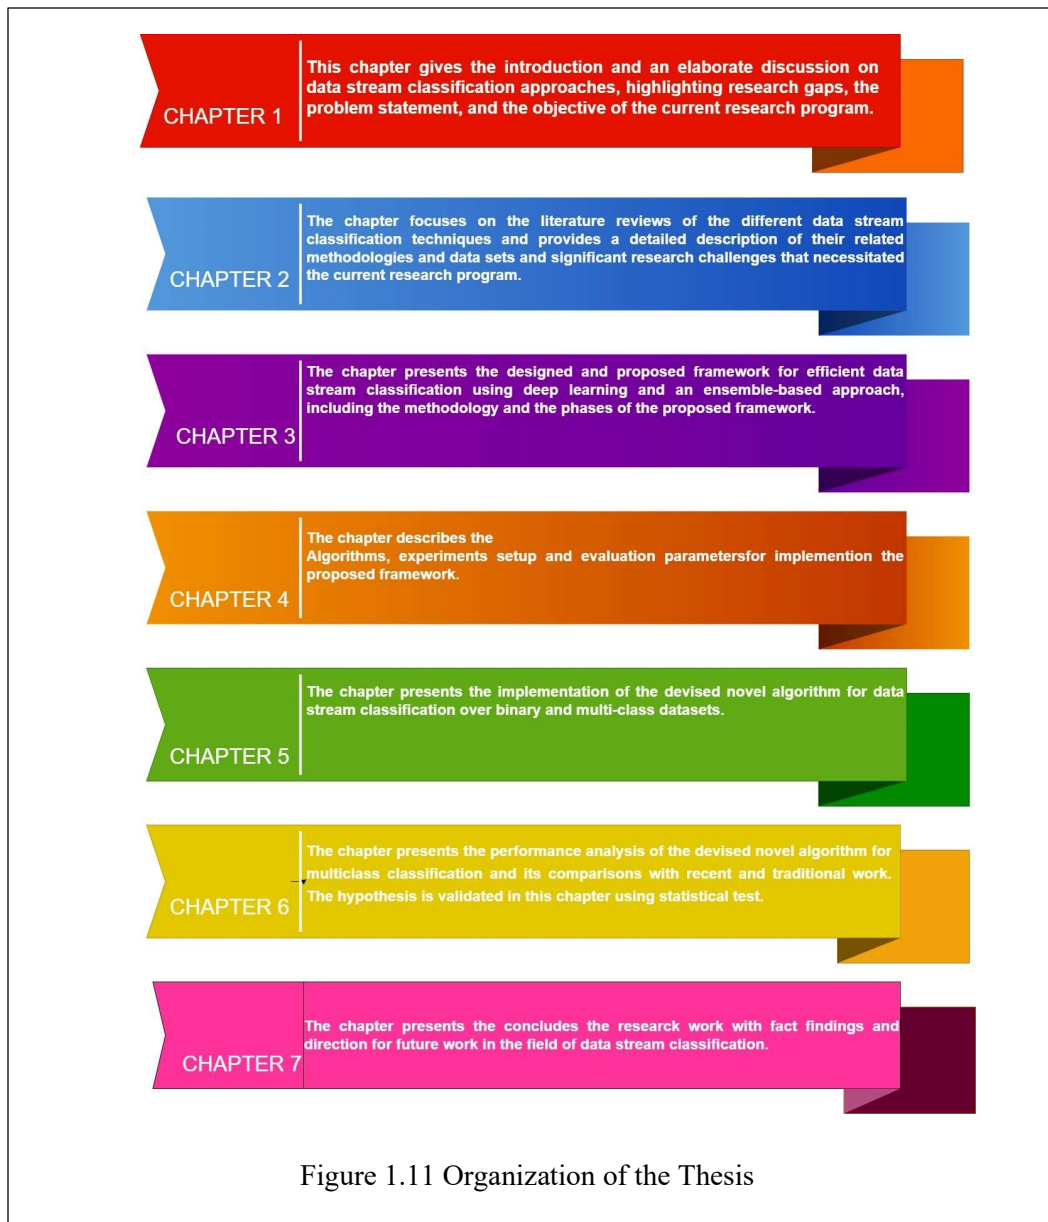 This chapter gives the introduction and an elaborate discussion on
data stream classification approaches, highlighting research gaps, the
problem statement, and the objective of the current research program.
CHAPTER 1
The chapter focuses on the literature reviews of the different data stream
classification techniques and provides a detailed description of their related
methodologies and data sets and significant research challenges that necessitated
the current research program.
CHAPTER 2
The chapter presents the designed and proposed framework for efficient data
stream classification using deep learning and an ensemble-based approach,
including the methodology and the phases of the proposed framework.
CHAPTER 3
The chapter describes the
Algorithms, experiments setup and evaluation parametersfor implemention the
proposed framework.
CHAPTER 4
The chapter presents the implementation of the devised novel algorithm for data
stream classification over binary and multi-class datasets.
CHAPTER 5
The chapter presents the performance analysis of the devised novel algorithm for
multiclass classification and its comparisons with recent and traditional work.
The hypothesis is validated in this chapter using statistical test.
CHAPTER 6
The chapter presents the concludes the researck work with fact findings and
direction for future work in the field of data stream classification.
CHAPTER 7
Figure 1.11 Organization of the Thesis